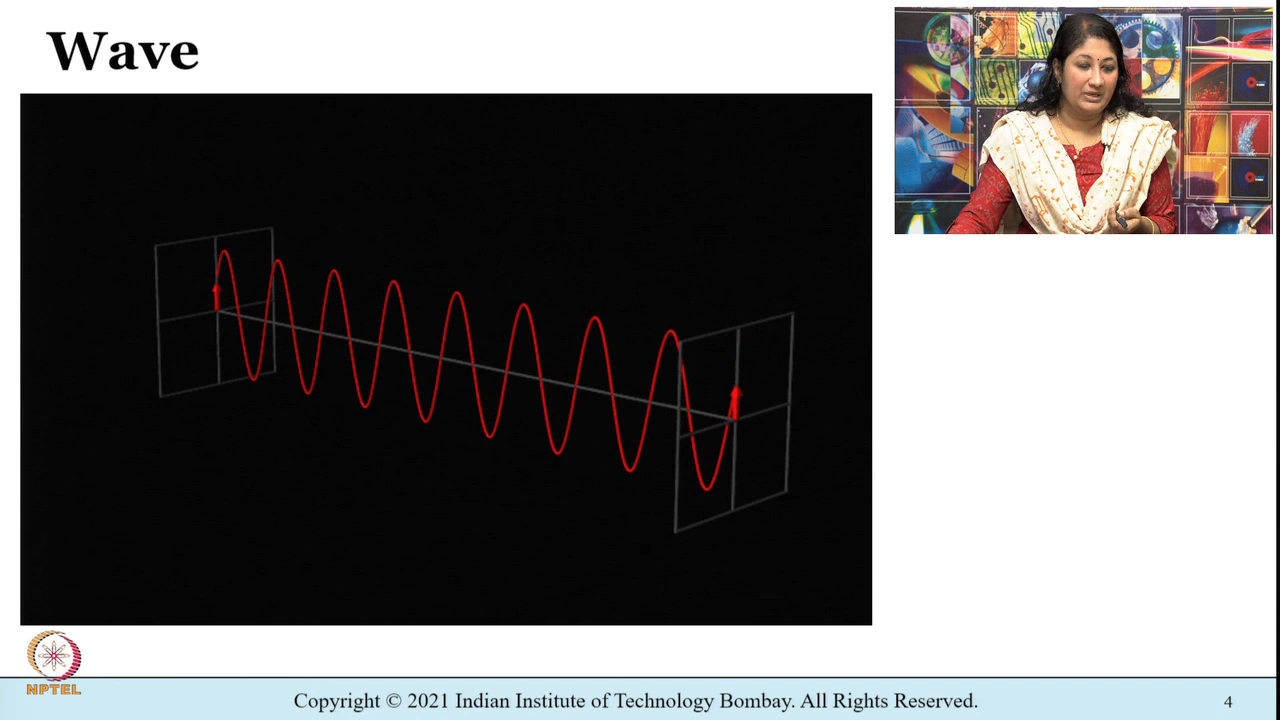 Wave
NPTEL
Copyright © 2021 Indian Institute of Technology Bombay. All Rights Reserved.
4